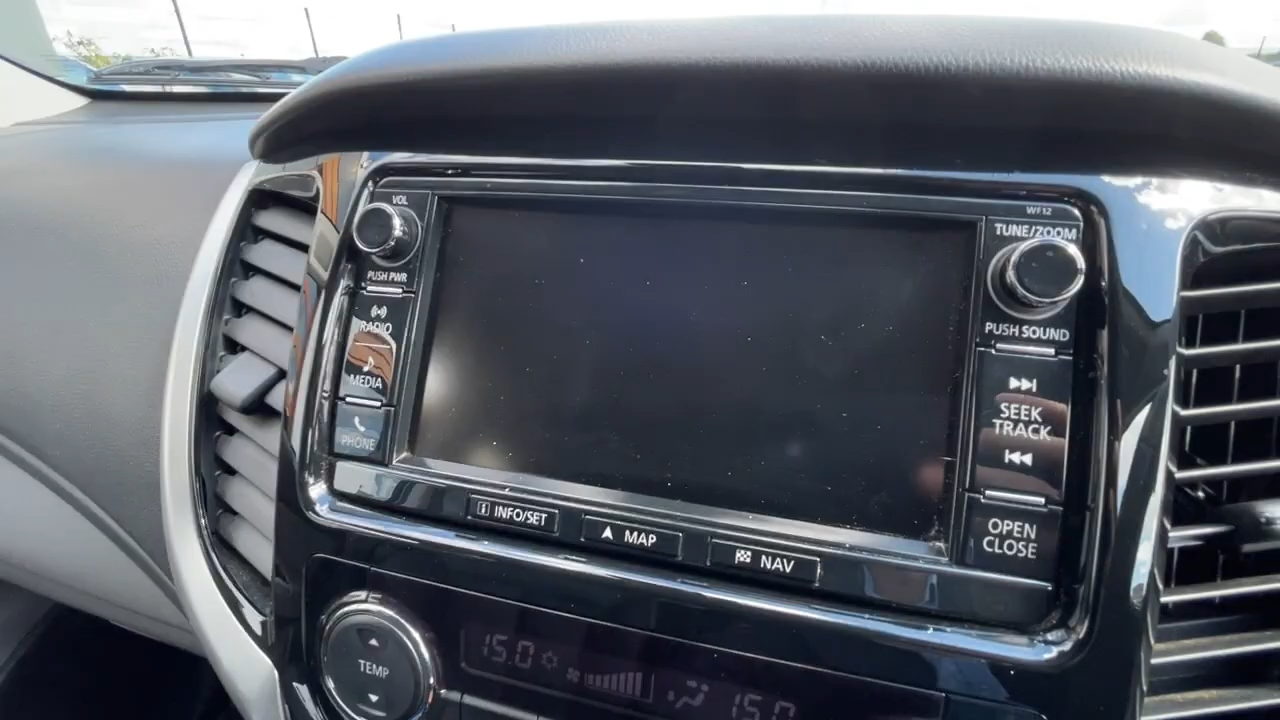 VOL
PUSH PWR
RADIO
MEDIA
PHONE
W512
TUNE/ZOOM
PUSH SOUND
SEEK
TRACK
OPEN
CLOSE
i INFO/SET
MAP
NAV
TEMP
15.0
15.0